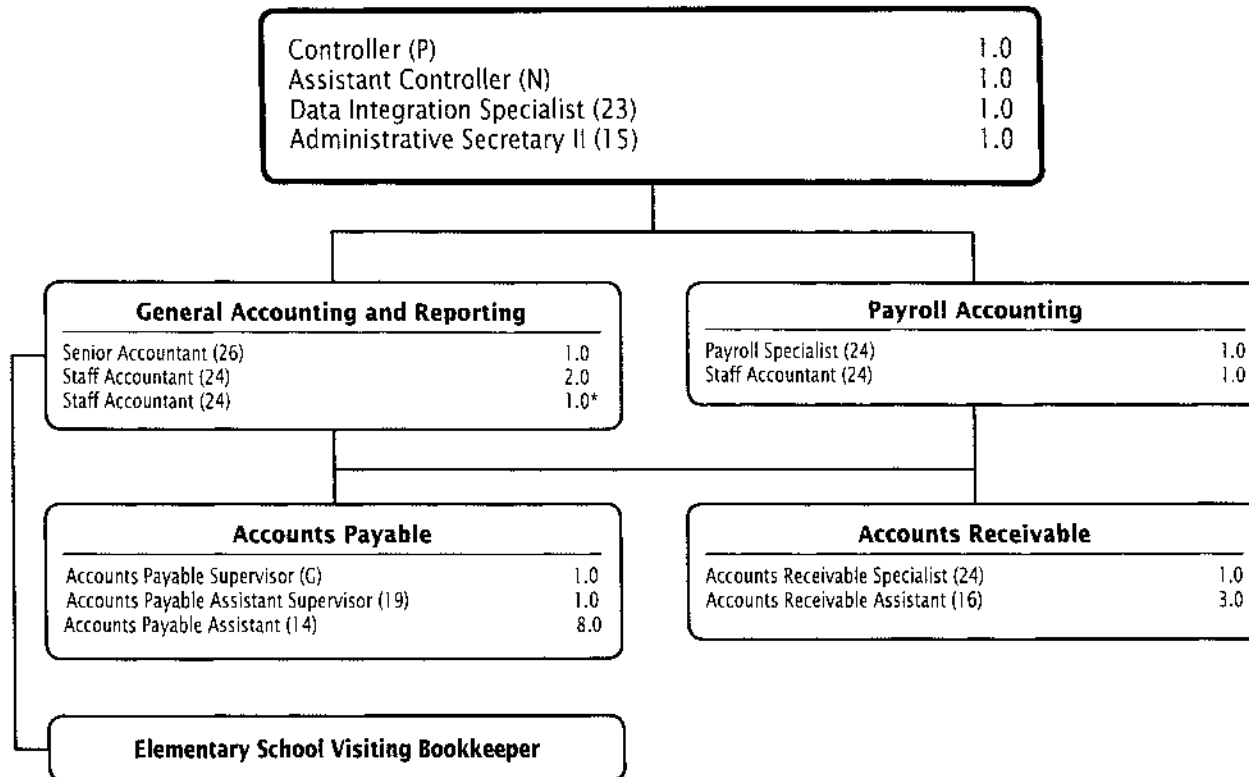 Controller (P) 1.0
Assistant Controller (N) 1.0
Data Integration Specialist (23) 1.0
Administrative Secretary II (15) 1.0
General Accounting and Reporting
Senior Accountant (26) 1.0
Staff Accountant (24) 2.0
Staff Accountant (24) 1.0*
Payroll Accounting
Payroll Specialist (24) 1.0
Staff Accountant (24) 1.0
Accounts Payable
Accounts Payable Supervisor (G) 1.0
Accounts Payable Assistant Supervisor (19) 1.0
Accounts Payable Assistant (14) 8.0
Accounts Receivable
Accounts Receivable Specialist (24) 1.0
Accounts Receivable Assistant (16) 3.0
Elementary School Visiting Bookkeeper